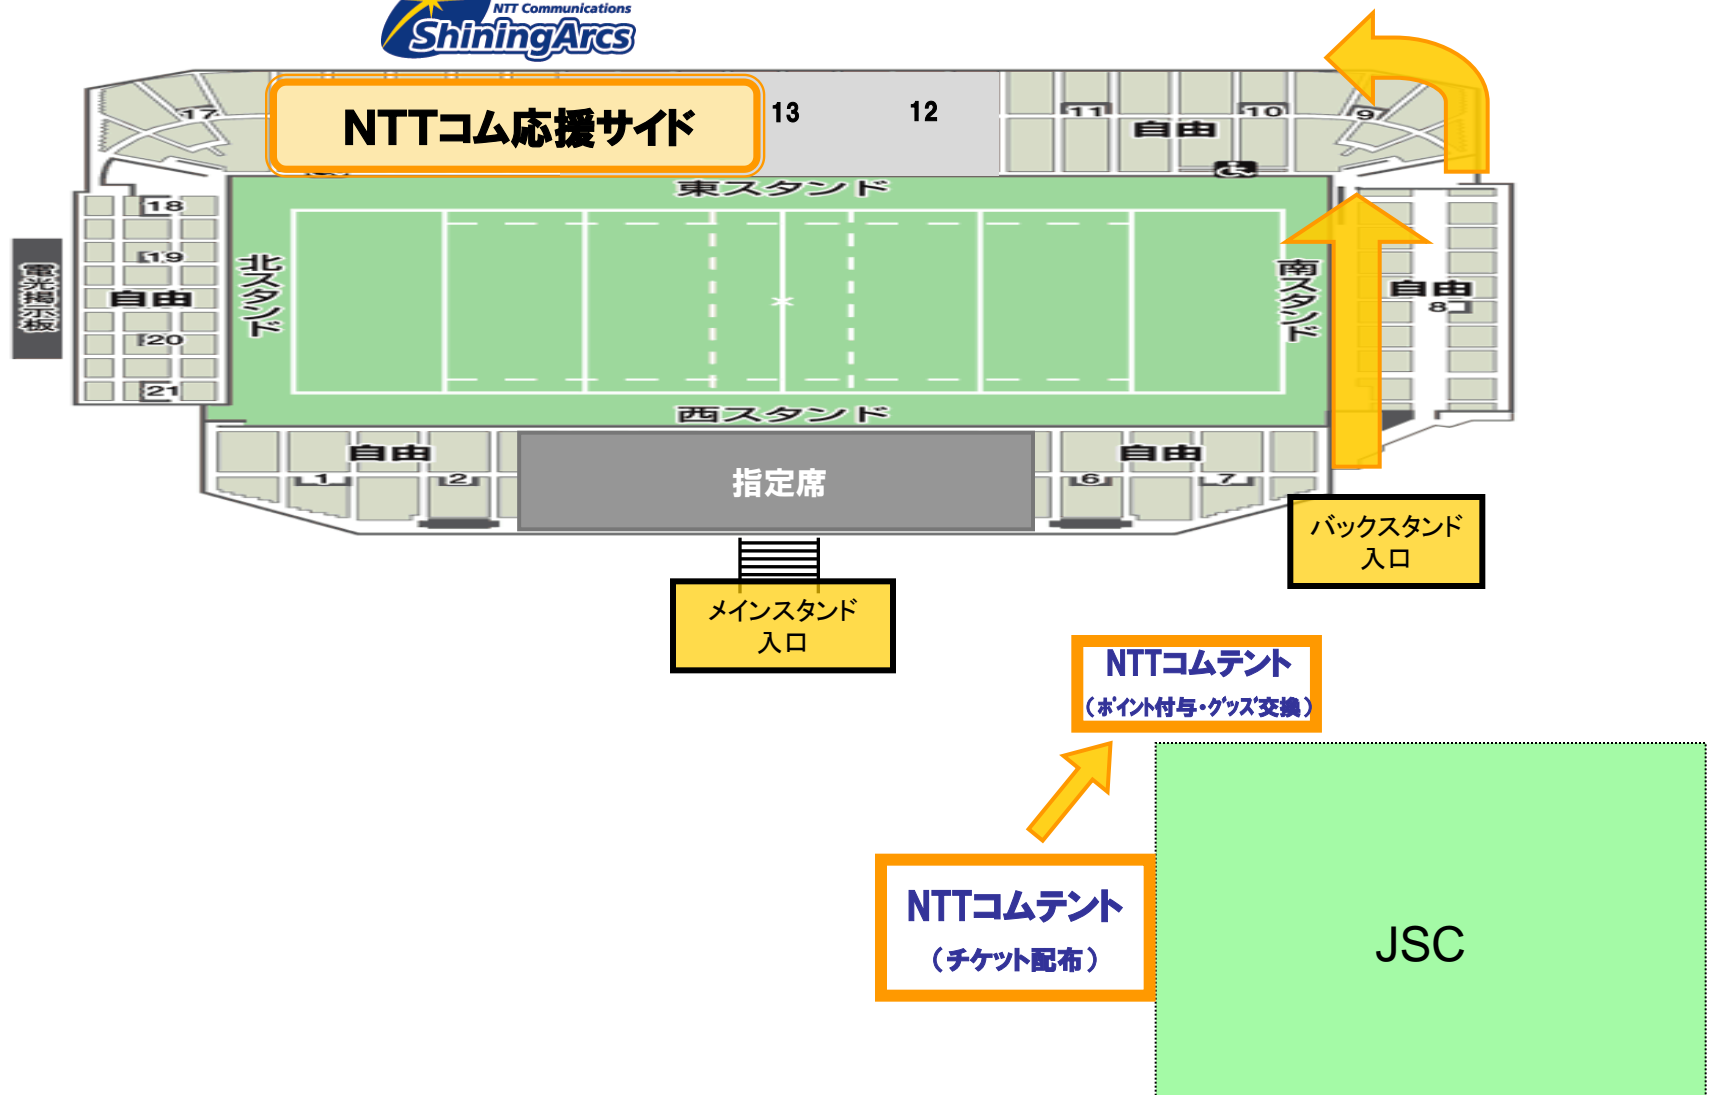 NTT Communications
ShiningArcs
17
NTTコム応援サイド
13
12
11
自由
10
9
東スタンド
18
19
自由
20
21
電光掲示板
北スタンド
南スタンド
自由
8
西スタンド
自由
1
2
指定席
自由
6
7
バックスタンド
入口
メインスタンド
入口
NTTコムテント
（ポイント付与・グッズ交換）
NTTコムテント
（チケット配布）
JSC